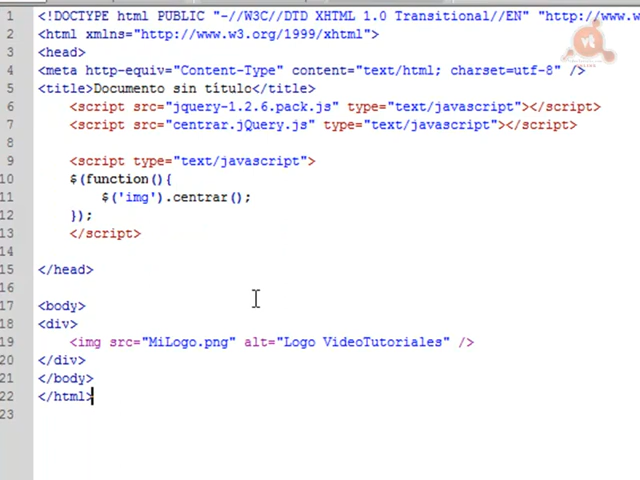 1 <!DOCTYPE html PUBLIC "-//W3C//DTD XHTML 1.0 Transitional//EN" "http://www.w
2 <html xmlns="http://www.w3.org/1999/xhtml">
3 <head>
4 <meta http-equiv="Content-Type" content="text/html; charset=utf-8" />
5 <title>Documento sin título</title>
6 <script src="jquery-1.2.6.pack.js" type="text/javascript"></script>
7 <script src="centrar.jQuery.js" type="text/javascript"></script>
8
9 <script type="text/javascript">
10 $(function(){
11 $('img').centrar();
12 });
13 </script>
14
15 </head>
16
17 <body>
18 <div>
19 <img src="MiLogo.png" alt="Logo VideoTutoriales" />
20 </div>
21 </body>
22 </html>
23
vt